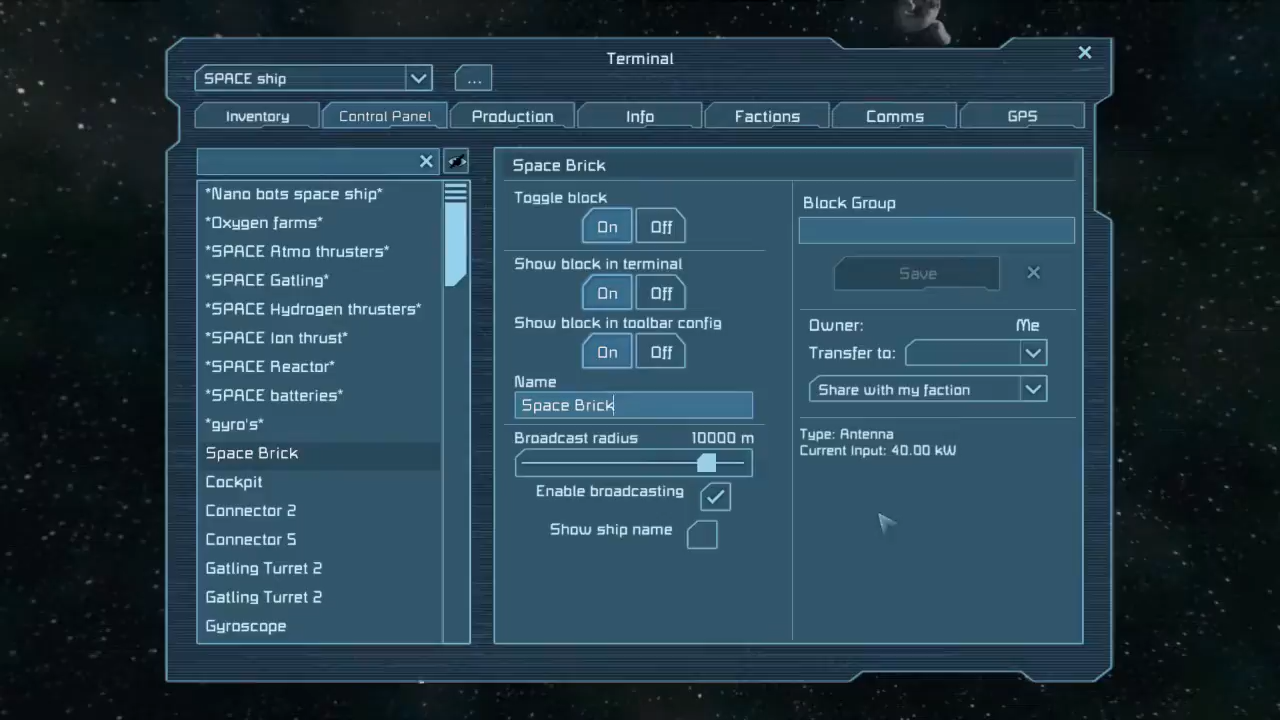 Terminal
SPACE ship
...
Inventory
Control Panel
Production
Info
Factions
Comms
GPS
*Nano bots space ship*
*Oxygen farms*
*SPACE Atmo thrusters*
*SPACE Gatling*
*SPACE Hydrogen thrusters*
*SPACE Ion thrust*
*SPACE Reactor*
*SPACE batteries*
*gyro's*
Space Brick
Cockpit
Connector 2
Connector 5
Gatling Turret 2
Gatling Turret 2
Gyroscope
Space Brick
Toggle block
On Off
Show block in terminal
On Off
Show block in toolbar config
On Off
Name
Space Brick
Broadcast radius 10000 m
Enable broadcasting
Show ship name
Block Group
Save
Owner: Me
Transfer to:
Share with my faction
Type: Antenna
Current Input: 40.00 kW